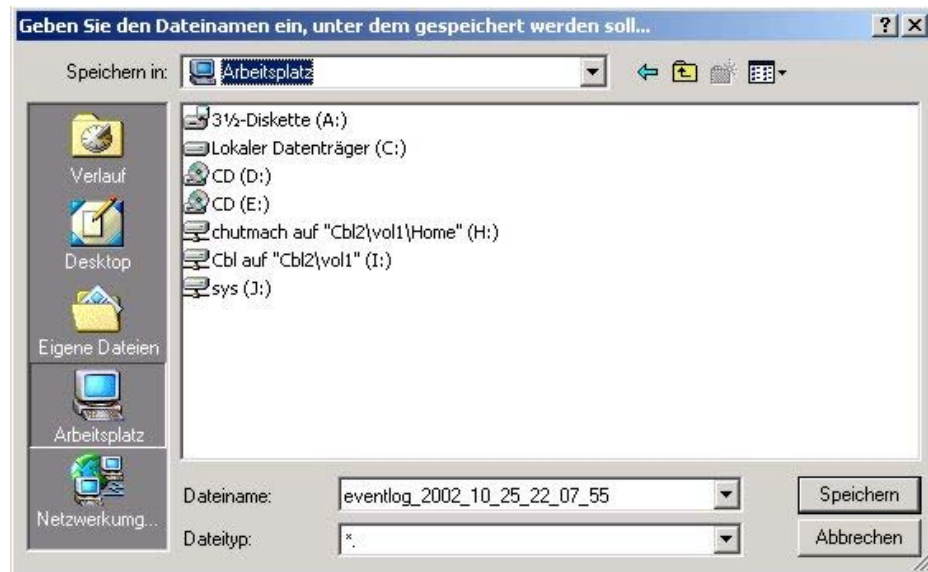 Geben Sie den Dateinamen ein, unter dem gespeichert werden soll...
Speichern in: Arbeitsplatz
Verlauf
Desktop
Eigene Dateien
Arbeitsplatz
Netzwerkumg...
3½-Diskette (A:)
Lokaler Datenträger (C:)
CD (D:)
CD (E:)
chutmach auf "Cbl2\vol1\Home" (H:)
Cbl auf "Cbl2\vol1" (I:)
sys (J:)
Dateiname: eventlog_2002_10_25_22_07_55 Speichern
Dateityp: *. Abbrechen